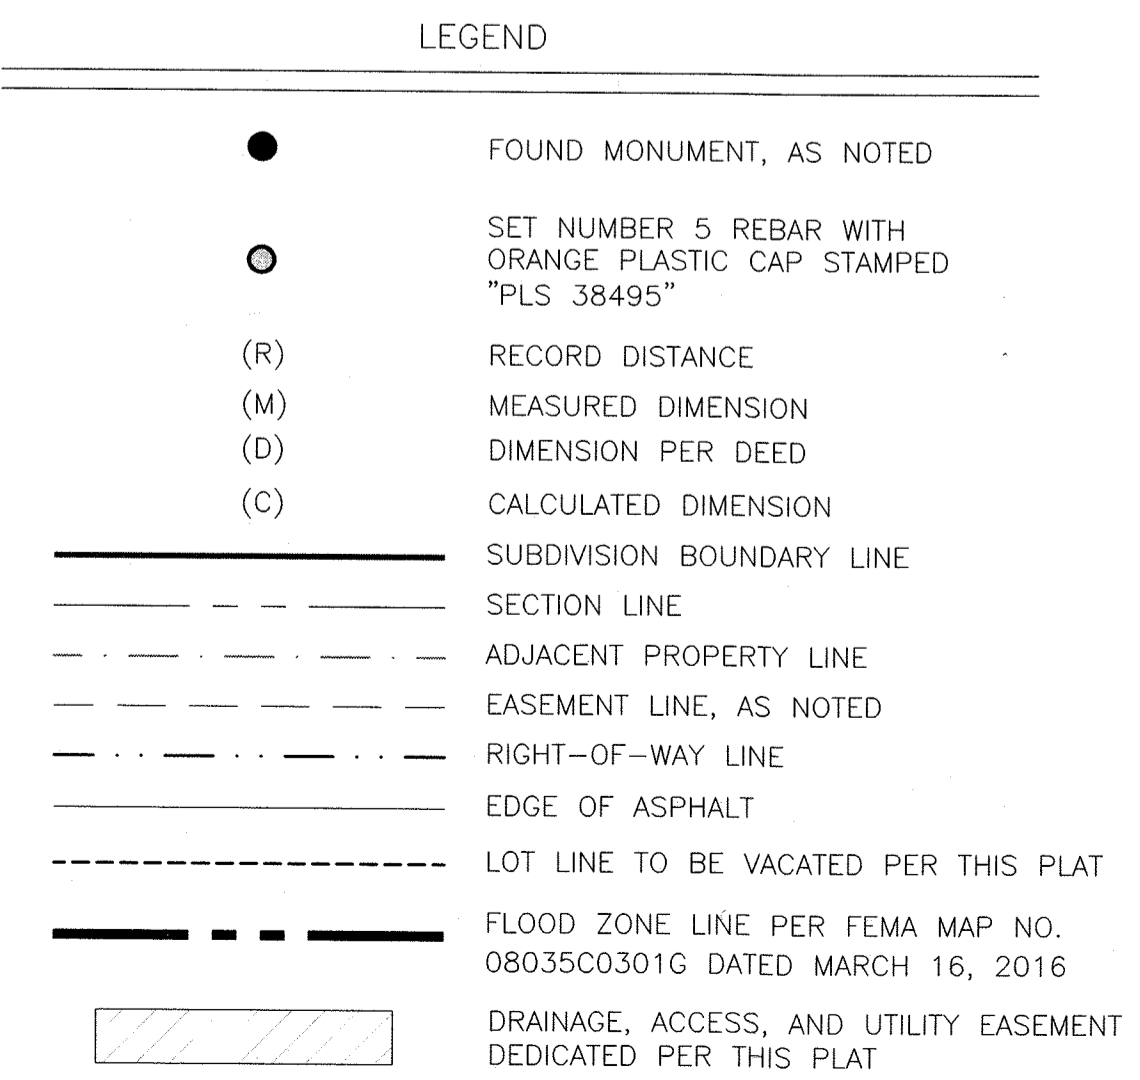 LEGEND
FOUND MONUMENT, AS NOTED
SET NUMBER 5 REBAR WITH
ORANGE PLASTIC CAP STAMPED
"PLS 38495"
(R) RECORD DISTANCE
(M) MEASURED DIMENSION
(D) DIMENSION PER DEED
(C) CALCULATED DIMENSION
SUBDIVISION BOUNDARY LINE
SECTION LINE
ADJACENT PROPERTY LINE
EASEMENT LINE, AS NOTED
RIGHT-OF-WAY LINE
EDGE OF ASPHALT
LOT LINE TO BE VACATED PER THIS PLAT
FLOOD ZONE LINE PER FEMA MAP NO.
08035C0301G DATED MARCH 16, 2016
DRAINAGE, ACCESS, AND UTILITY EASEMENT
DEDICATED PER THIS PLAT